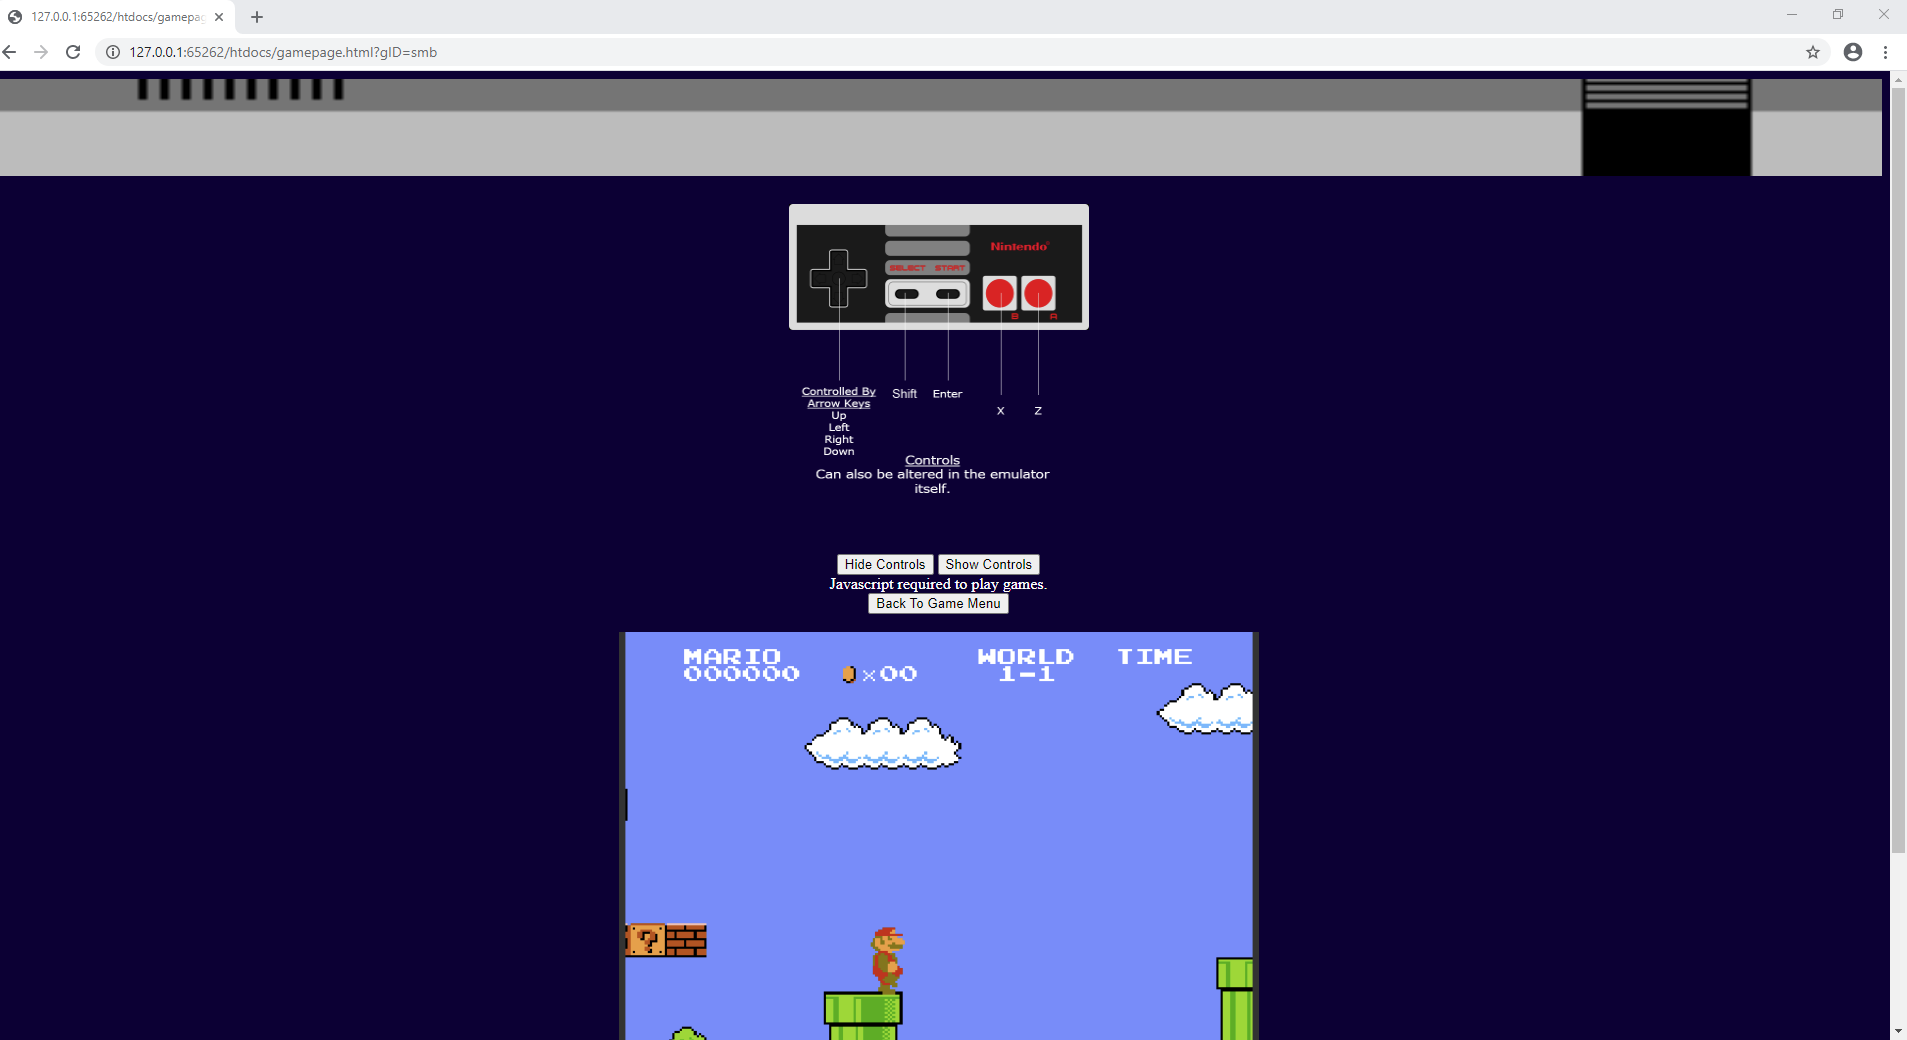 127.0.0.1:65262/htdocs/gamepag
127.0.0.1:65262/htdocs/gamepage.html?gID=smb
Nintendo
SELECT START
B A
Controlled By
Arrow Keys
Up
Left
Right
Down
Shift
Enter
X
Z
Controls
Can also be altered in the emulator
itself.
Hide Controls Show Controls
Javascript required to play games.
Back To Game Menu
MARIO WORLD TIME
000000 x00 1-1
?